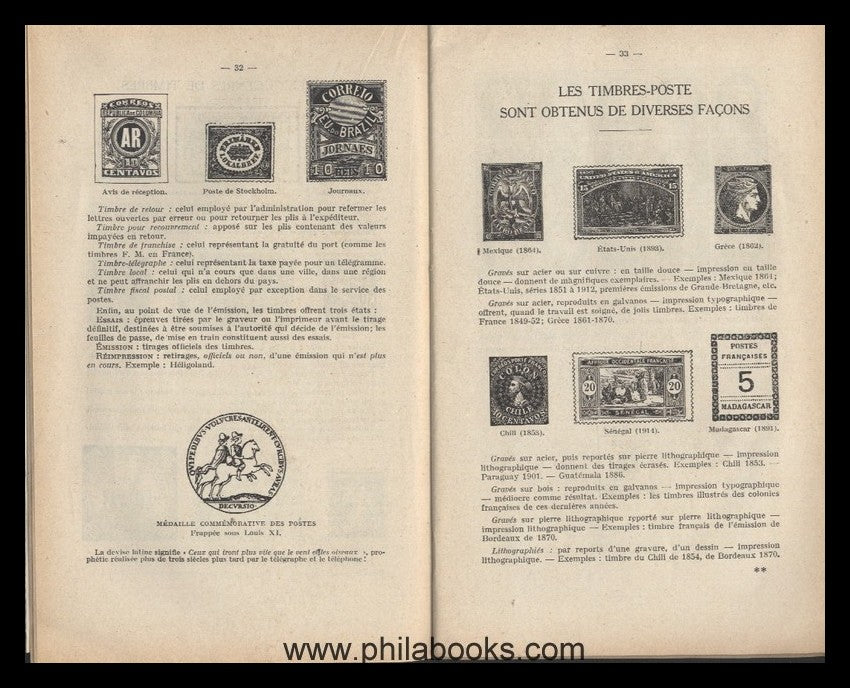 — 32 —
CORREOS
REPUBLICA DE COLOMBIA
AR
CENTAVOS
CORREIO
JORNAES
10 REIS 10
Avis de réception.
Poste de Stockholm.
Journaux.
Timbre de retour : celui employé par l'administration pour refermer les
lettres ouvertes par erreur ou pour retourner les plis à l'expéditeur.
Timbre pour recouvrement : apposé sur les plis contenant des valeurs
impayées en retour.
Timbre de franchise : celui représentant la gratuité du port (comme les
timbres F. M. en France).
Timbre-télégraphe : celui représentant la taxe payée pour un télégramme.
Timbre local : celui qui n'a cours que dans une ville, dans une région
et ne peut affranchir les plis en dehors du pays.
Timbre fiscal postal : celui employé par exception dans le service des
postes.
Enfin, au point de vue de l'émission, les timbres offrent trois états :
ESSAIS : épreuves tirées par le graveur ou l'imprimeur avant le tirage
définitif, destinées à être soumises à l'autorité qui décide de l'émission; les
feuilles de passe, de mise en train constituent aussi des essais.
ÉMISSION : tirages officiels des timbres.
RÉIMPRESSION : retirages, officiels ou non, d'une émission qui n'est plus
en cours. Exemple : Héligoland.
DECVRSIO
MÉDAILLE COMMÉMORATIVE DES POSTES
Frappée sous Louis XI.
La devise latine signifie « Ceux qui iront plus vite que le vent et les oiseaux », pro-
phétie réalisée plus de trois siècles plus tard par le télégraphe et le téléphone!
— 33 —
LES TIMBRES-POSTE
SONT OBTENUS DE DIVERSES FAÇONS
UNITED STATES OF AMERICA
15 15
Mexique (1864).
États-Unis (1893).
Grèce (1862).
Gravés sur acier ou sur cuivre : en taille douce — impression en taille
douce — donnent de magnifiques exemplaires. — Exemples : Mexique 1864;
États-Unis, séries 1851 à 1912, premières émissions de Grande-Bretagne, etc.
Gravés sur acier, reproduits en galvanos — impression typographique —
offrent, quand le travail est soigné, de jolis timbres. Exemples : timbres de
France 1849-52; Grèce 1861-1870.
COLON
CHILE
AFRIQUE OCCIDENTALE FRANÇAISE
20 20
SÉNÉGAL
POSTES
FRANÇAISES
5
MADAGASCAR
Chili (1853).
Sénégal (1914).
Madagascar (1891).
Gravés sur acier, puis reportés sur pierre lithographique — impression
lithographique — donnent des tirages écrasés. Exemples : Chili 1853. —
Paraguay 1901. — Guatémala 1886.
Gravés sur bois : reproduits en galvanos — impression typographique
— médiocre comme résultat. Exemples : les timbres illustrés des colonies
françaises de ces dernières années.
Gravés sur pierre lithographique reporté sur pierre lithographique —
impression lithographique — Exemples : timbre français de l'émission de
Bordeaux de 1870.
Lithographiés : par reports d'une gravure, d'un dessin — impression
lithographique. — Exemples : timbre du Chili de 1854, de Bordeaux 1870.
**
www.philabooks.com